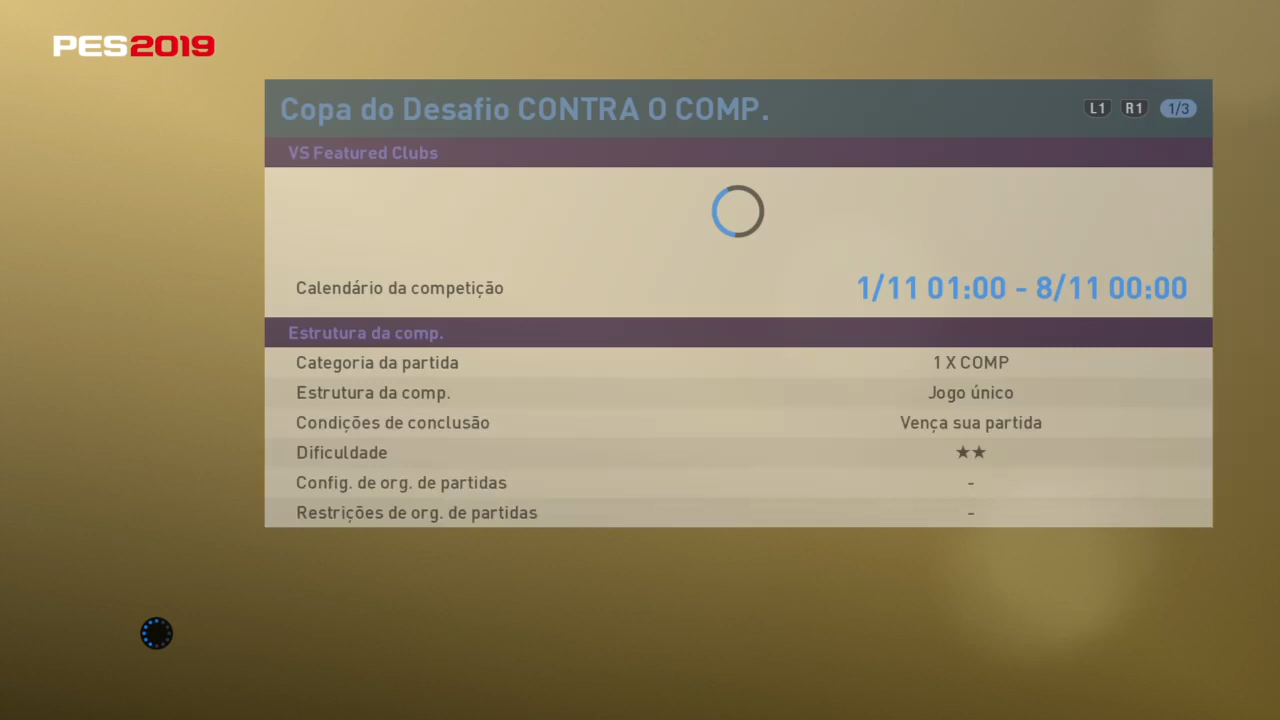 PES2019
Copa do Desafio CONTRA O COMP.
L1 R1 1/3
VS Featured Clubs
Calendário da competição 1/11 01:00 - 8/11 00:00
Estrutura da comp.
Categoria da partida 1 X COMP
Estrutura da comp. Jogo único
Condições de conclusão Vença sua partida
Dificuldade ★★
Config. de org. de partidas -
Restrições de org. de partidas -